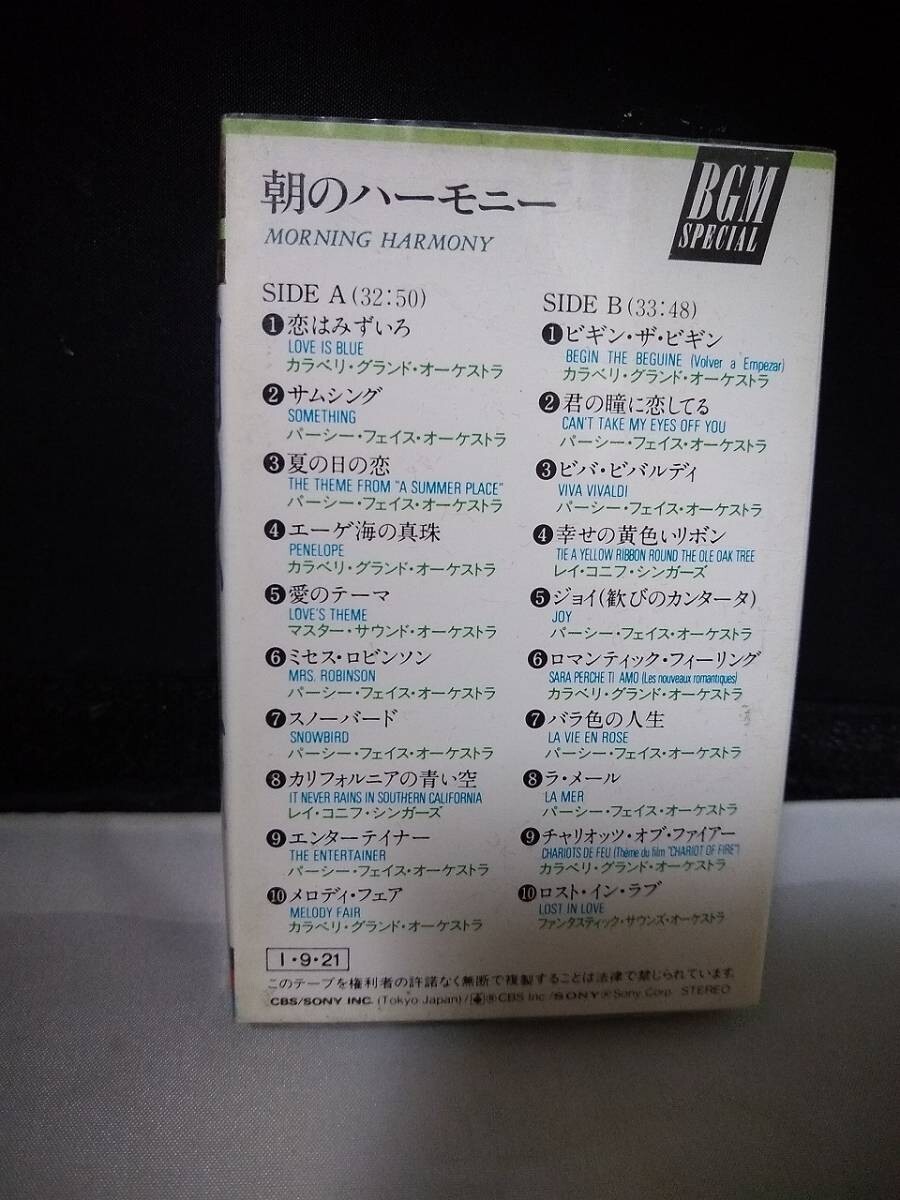 朝のハーモニー
MORNING HARMONY
BGM
SPECIAL
SIDE A (32:50)
❶恋はみずいろ
LOVE IS BLUE
カラベリ・グランド・オーケストラ
❷サムシング
SOMETHING
パーシー・フェイス・オーケストラ
❸夏の日の恋
THE THEME FROM "A SUMMER PLACE"
パーシー・フェイス・オーケストラ
❹エーゲ海の真珠
PENELOPE
カラベリ・グランド・オーケストラ
❺愛のテーマ
LOVE'S THEME
マスター・サウンド・オーケストラ
❻ミセス・ロビンソン
MRS. ROBINSON
パーシー・フェイス・オーケストラ
❼スノーバード
SNOWBIRD
パーシー・フェイス・オーケストラ
❽カリフォルニアの青い空
IT NEVER RAINS IN SOUTHERN CALIFORNIA
レイ・コニフ・シンガーズ
❾エンターテイナー
THE ENTERTAINER
パーシー・フェイス・オーケストラ
❿メロディ・フェア
MELODY FAIR
カラベリ・グランド・オーケストラ
SIDE B (33:48)
❶ビギン・ザ・ビギン
BEGIN THE BEGUINE (Volver a Empezar)
カラベリ・グランド・オーケストラ
❷君の瞳に恋してる
CAN'T TAKE MY EYES OFF YOU
パーシー・フェイス・オーケストラ
❸ビバ・ビバルディ
VIVA VIVALDI
パーシー・フェイス・オーケストラ
❹幸せの黄色いリボン
TIE A YELLOW RIBBON ROUND THE OLE OAK TREE
レイ・コニフ・シンガーズ
❺ジョイ(歓びのカンタータ)
JOY
パーシー・フェイス・オーケストラ
❻ロマンティック・フィーリング
SARA PERCHE TI AMO (Les nouveaux romantiques)
カラベリ・グランド・オーケストラ
❼バラ色の人生
LA VIE EN ROSE
パーシー・フェイス・オーケストラ
❽ラ・メール
LA MER
パーシー・フェイス・オーケストラ
❾チャリオッツ・オブ・ファイアー
CHARIOTS DE FEU (Thème du film "CHARIOT OF FIRE")
カラベリ・グランド・オーケストラ
❿ロスト・イン・ラブ
LOST IN LOVE
ファンタスティック・サウンズ・オーケストラ
I・9・21
このテープを権利者の許諾なく無断で複製することは法律で禁じられています。
CBS/SONY INC. (Tokyo Japan) / ®CBS Inc. /SONY®Sony Corp. STEREO